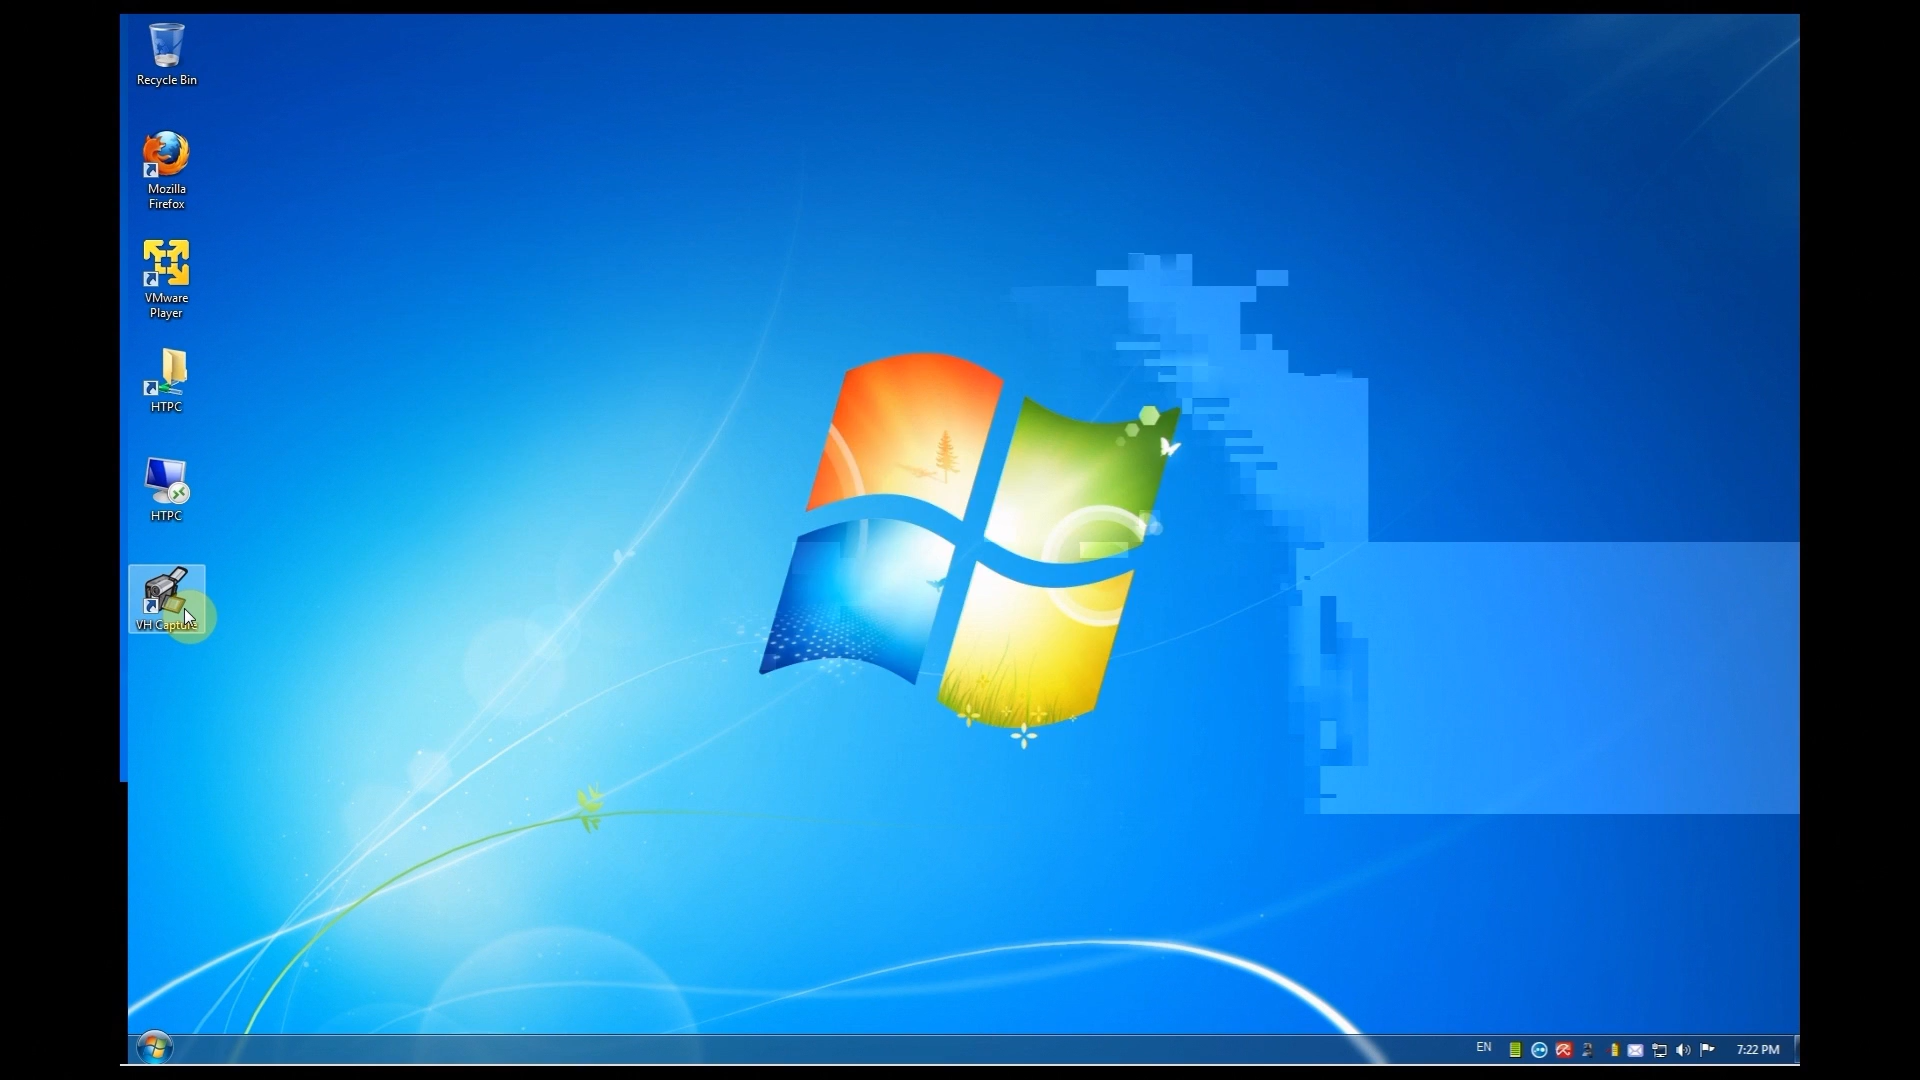 Recycle Bin
Mozilla
Firefox
VMware
Player
HTPC
HTPC
VH Capture
EN
7:22 PM